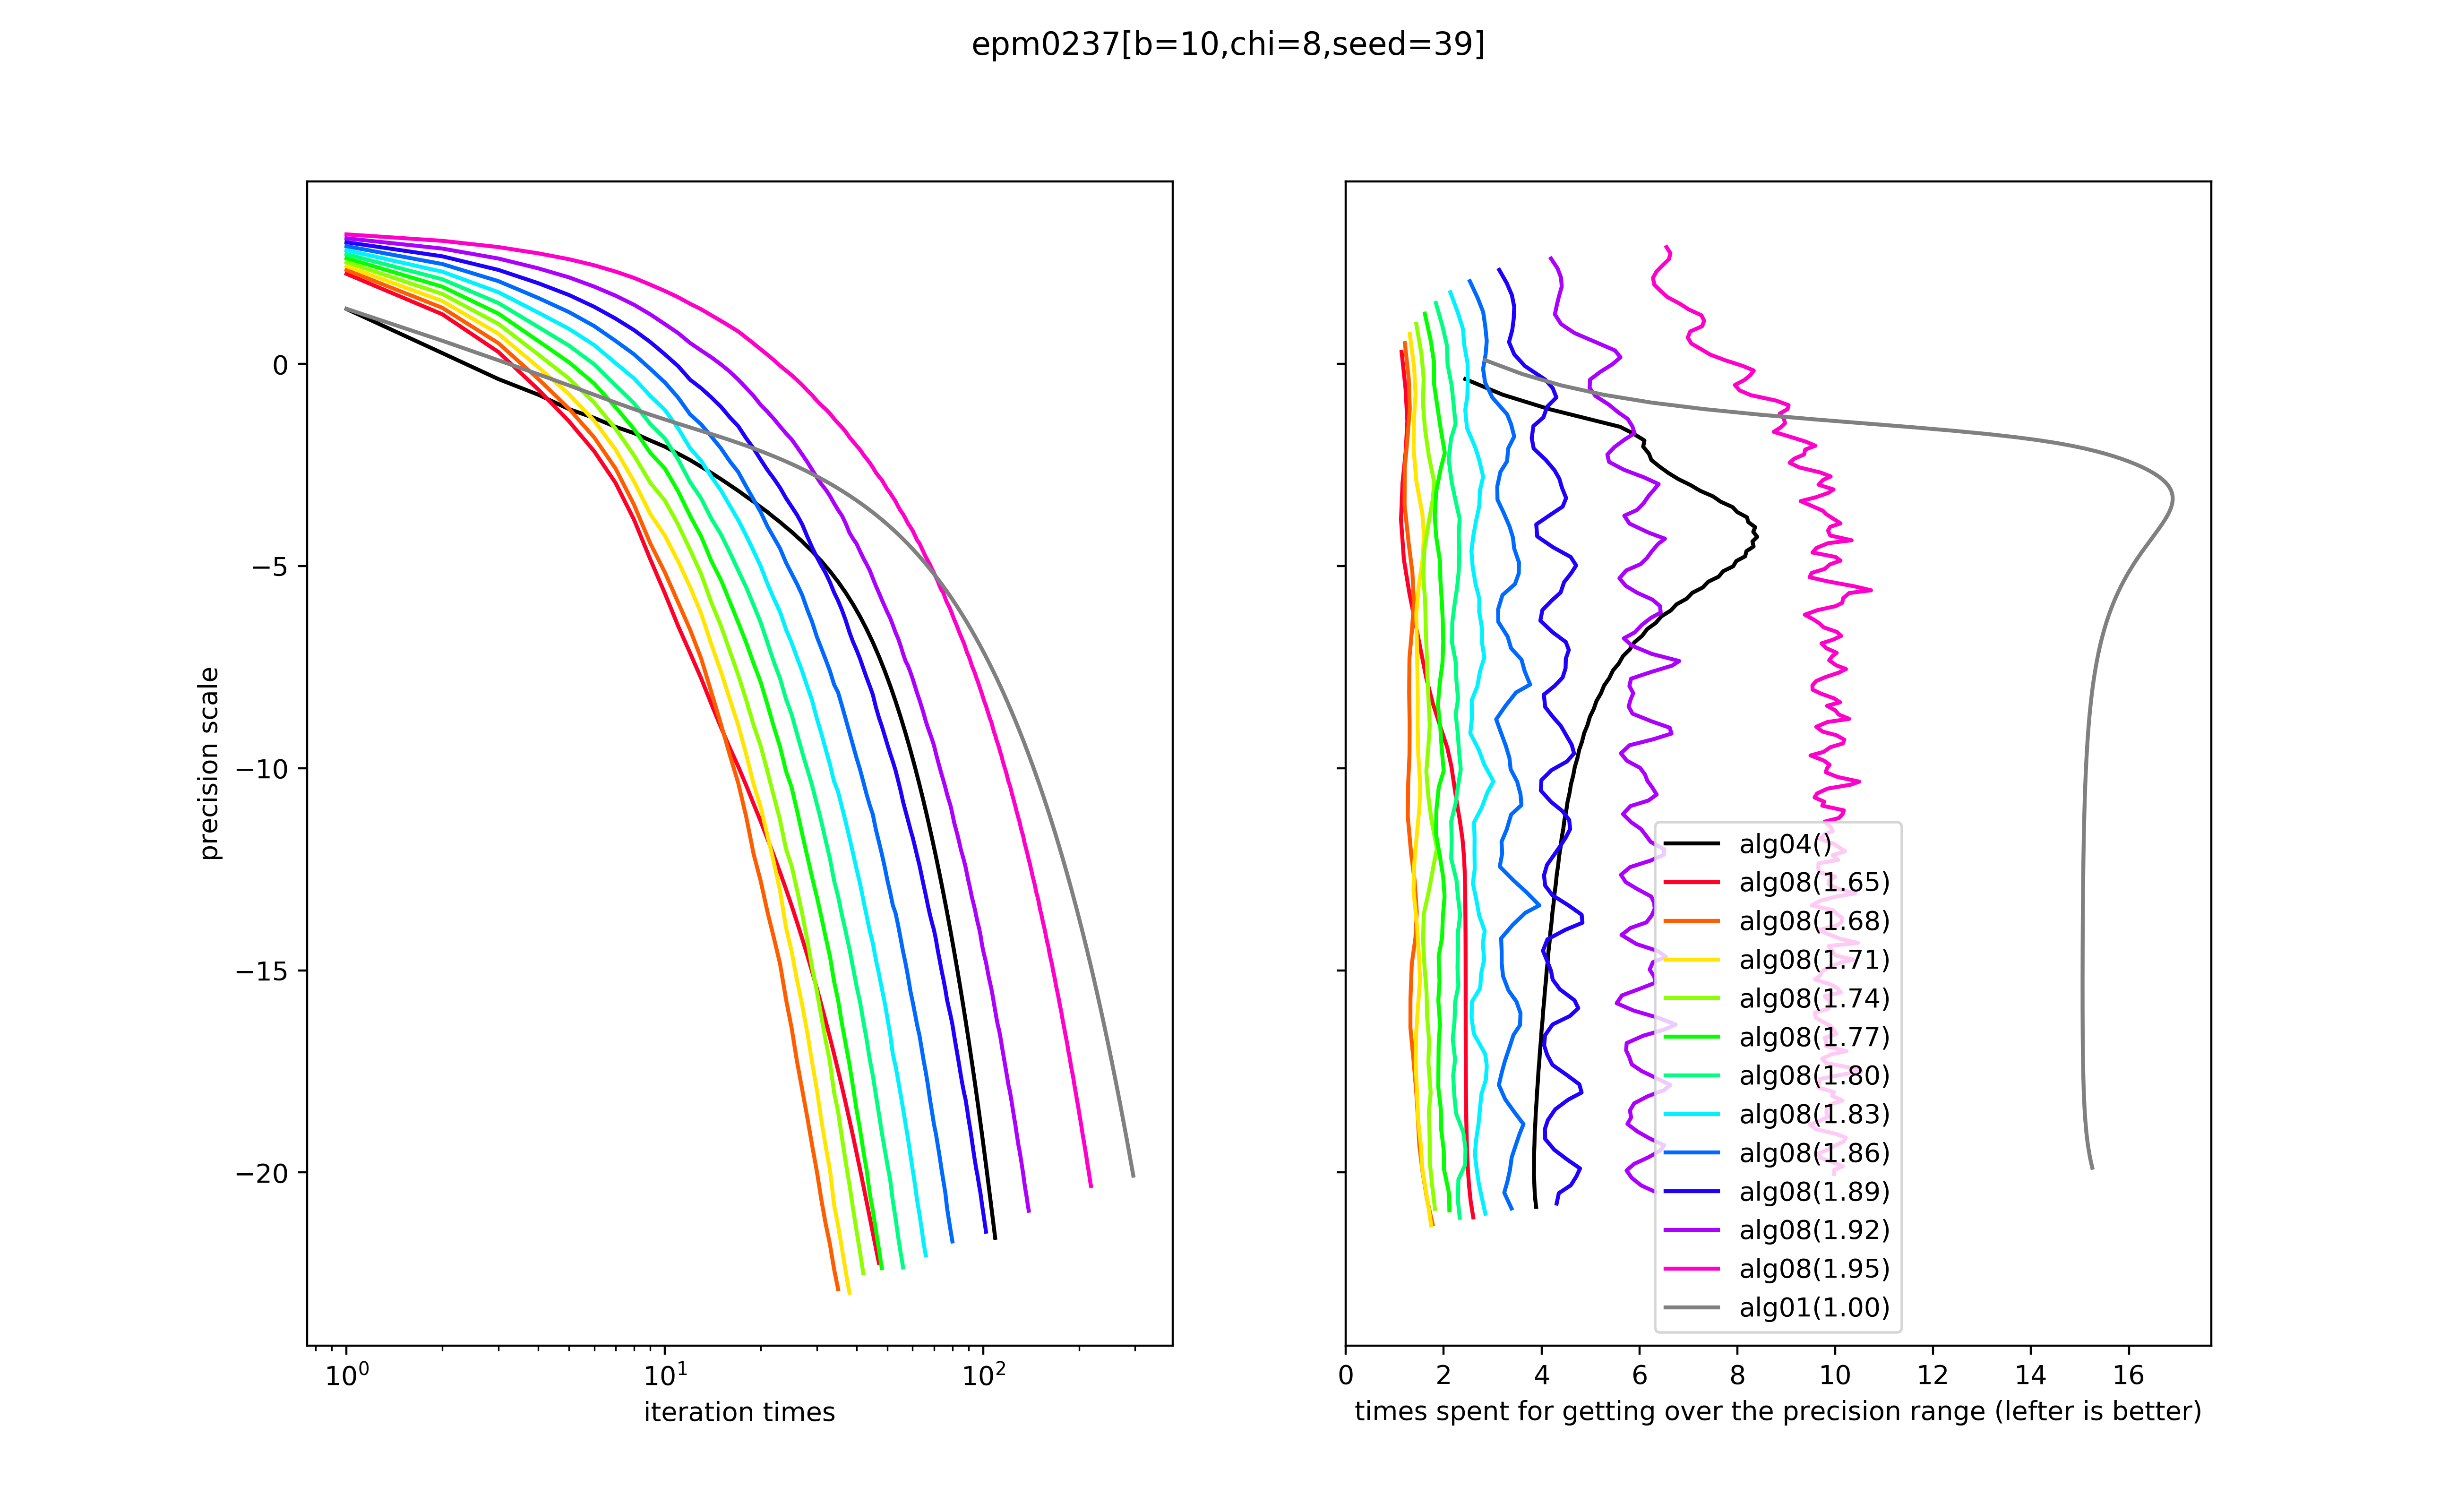 epm0237[b=10,chi=8,seed=39]
precision scale
0
−5
−10
−15
−20
10⁰
10¹
10²
iteration times
alg04()
alg08(1.65)
alg08(1.68)
alg08(1.71)
alg08(1.74)
alg08(1.77)
alg08(1.80)
alg08(1.83)
alg08(1.86)
alg08(1.89)
alg08(1.92)
alg08(1.95)
alg01(1.00)
0 2 4 6 8 10 12 14 16
times spent for getting over the precision range (lefter is better)